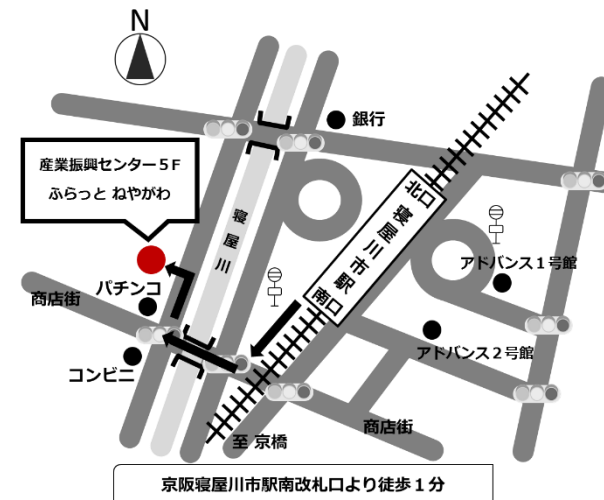 N
銀行
産業振興センター５F
ふらっと ねやがわ
北口
寝屋川市駅
南口
寝屋川
アドバンス１号館
パチンコ
商店街
アドバンス２号館
コンビニ
商店街
至 京橋
京阪寝屋川市駅南改札口より徒歩１分